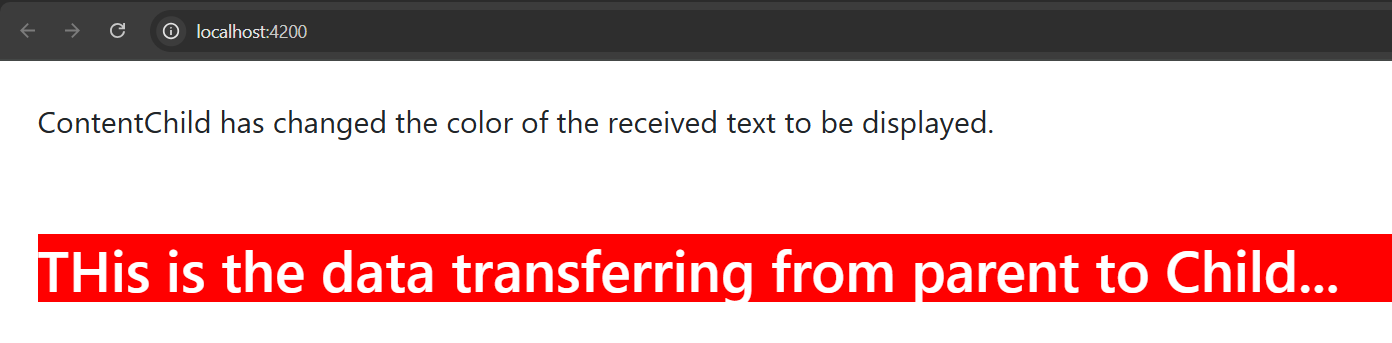 localhost:4200
ContentChild has changed the color of the received text to be displayed.
THis is the data transferring from parent to Child...